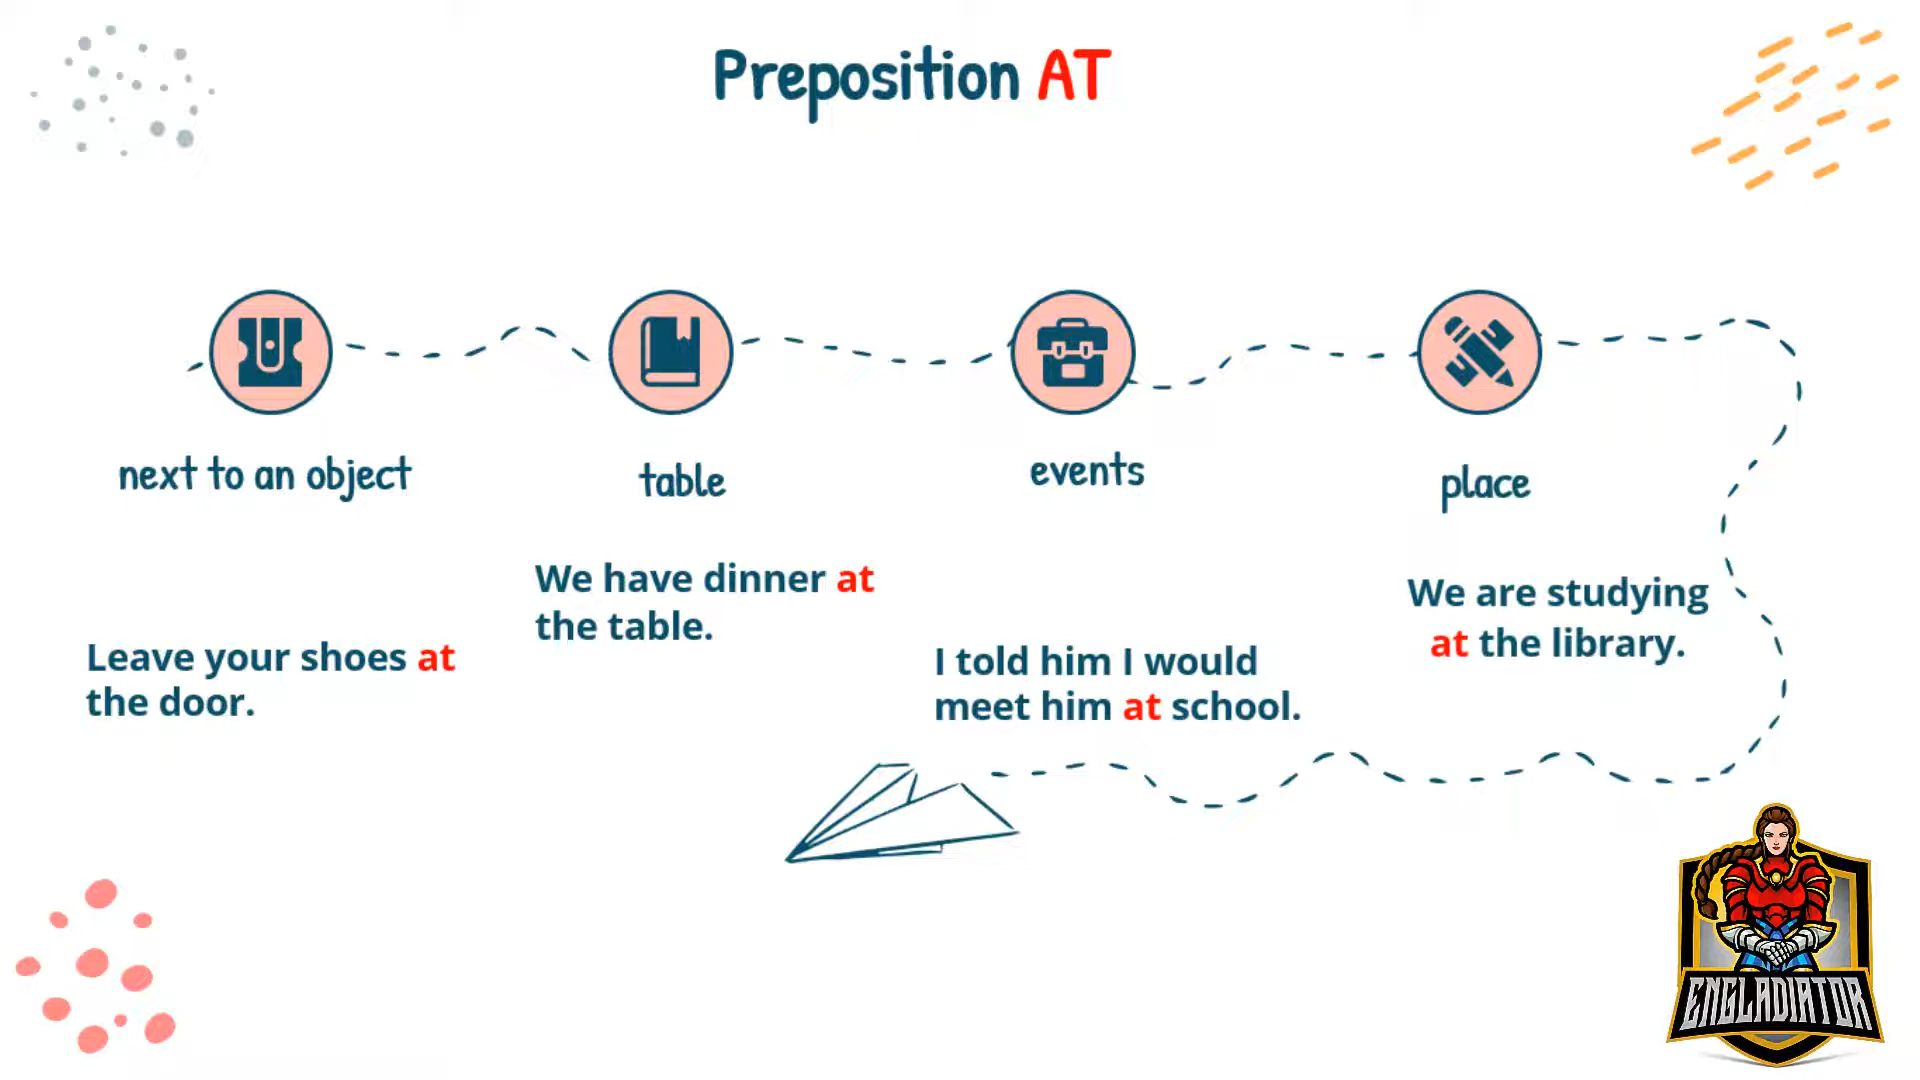 Preposition AT
next to an object
table
events
place
Leave your shoes at
the door.
We have dinner at
the table.
I told him I would
meet him at school.
We are studying
at the library.
ENGLADIATOR